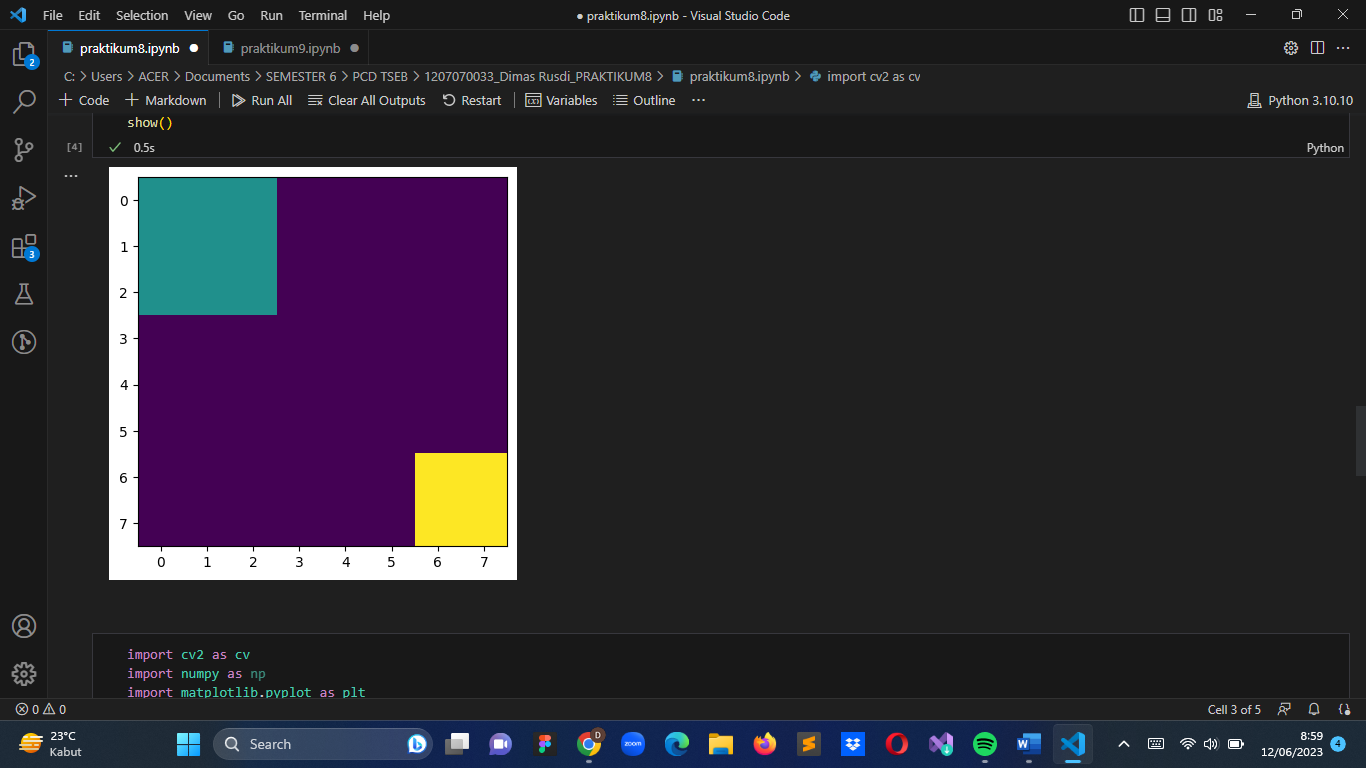 File Edit Selection View Go Run Terminal Help
● praktikum8.ipynb - Visual Studio Code
praktikum8.ipynb ●
praktikum9.ipynb ●
C: > Users > ACER > Documents > SEMESTER 6 > PCD TSEB > 1207070033_Dimas Rusdi_PRAKTIKUM8 > praktikum8.ipynb > import cv2 as cv
+ Code + Markdown | Run All Clear All Outputs Restart | Variables Outline ...
Python 3.10.10
2
3
show()
[4] ✓ 0.5s
Python
...
0
1
2
3
4
5
6
7
0 1 2 3 4 5 6 7
import cv2 as cv
import numpy as np
import matplotlib.pyplot as plt
0 0
Cell 3 of 5
23°C
Kabut
Search
D
zoom
8:59
12/06/2023
4